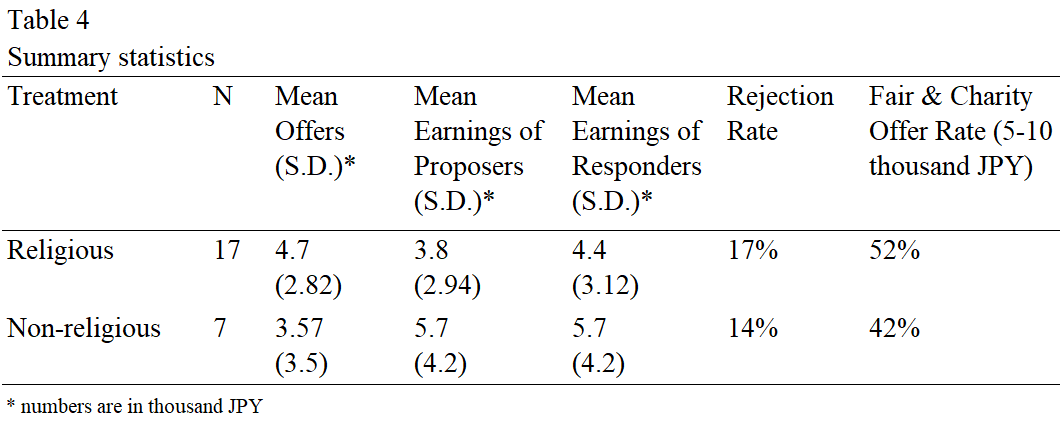 Table 4
Summary statistics
Treatment N Mean Offers (S.D.)* Mean Earnings of Proposers (S.D.)* Mean Earnings of Responders (S.D.)* Rejection Rate Fair & Charity Offer Rate (5-10 thousand JPY)
Religious 17 4.7 (2.82) 3.8 (2.94) 4.4 (3.12) 17% 52%
Non-religious 7 3.57 (3.5) 5.7 (4.2) 5.7 (4.2) 14% 42%
* numbers are in thousand JPY